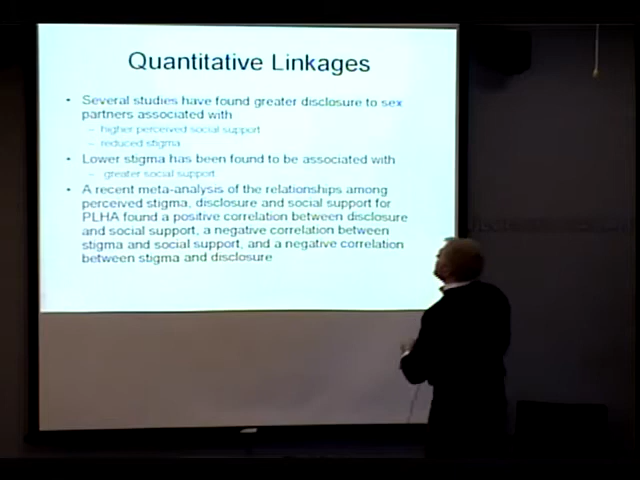 Quantitative Linkages
• Several studies have found greater disclosure to sex
partners associated with
– higher perceived social support
– reduced stigma
• Lower stigma has been found to be associated with
– greater social support
• A recent meta-analysis of the relationships among
perceived stigma, disclosure and social support for
PLHA found a positive correlation between disclosure
and social support, a negative correlation between
stigma and social support, and a negative correlation
between stigma and disclosure